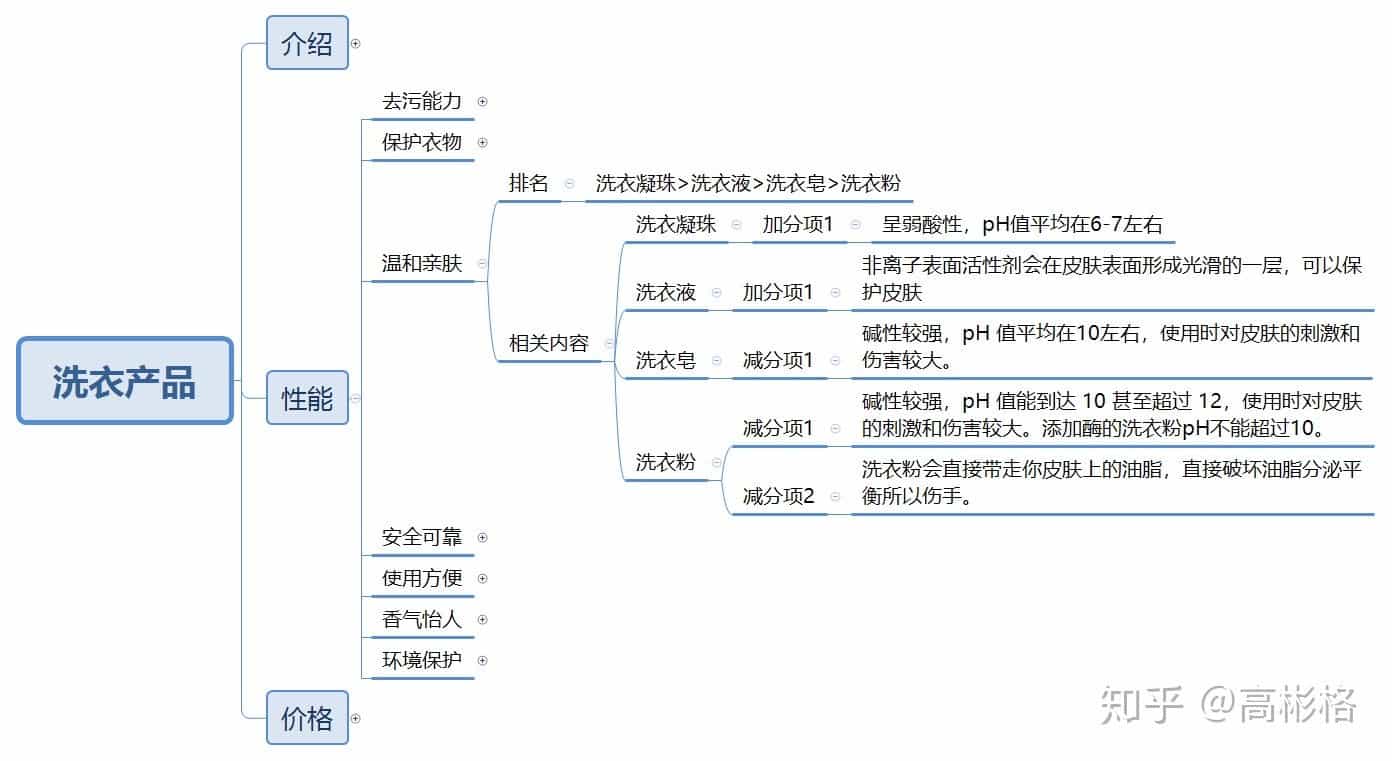 介绍
去污能力
保护衣物
排名
洗衣凝珠>洗衣液>洗衣皂>洗衣粉
洗衣凝珠
加分项1
呈弱酸性，pH值平均在6-7左右
温和亲肤
非离子表面活性剂会在皮肤表面形成光滑的一层，可以保
护皮肤
洗衣液
加分项1
相关内容
碱性较强，pH 值平均在10左右，使用时对皮肤的刺激和
伤害较大。
洗衣皂
减分项1
洗衣产品
性能
碱性较强，pH 值能到达 10 甚至超过 12，使用时对皮肤
的刺激和伤害较大。添加酶的洗衣粉pH不能超过10。
减分项1
洗衣粉
洗衣粉会直接带走你皮肤上的油脂，直接破坏油脂分泌平
衡所以伤手。
减分项2
安全可靠
使用方便
香气怡人
环境保护
价格
知乎 @高彬格